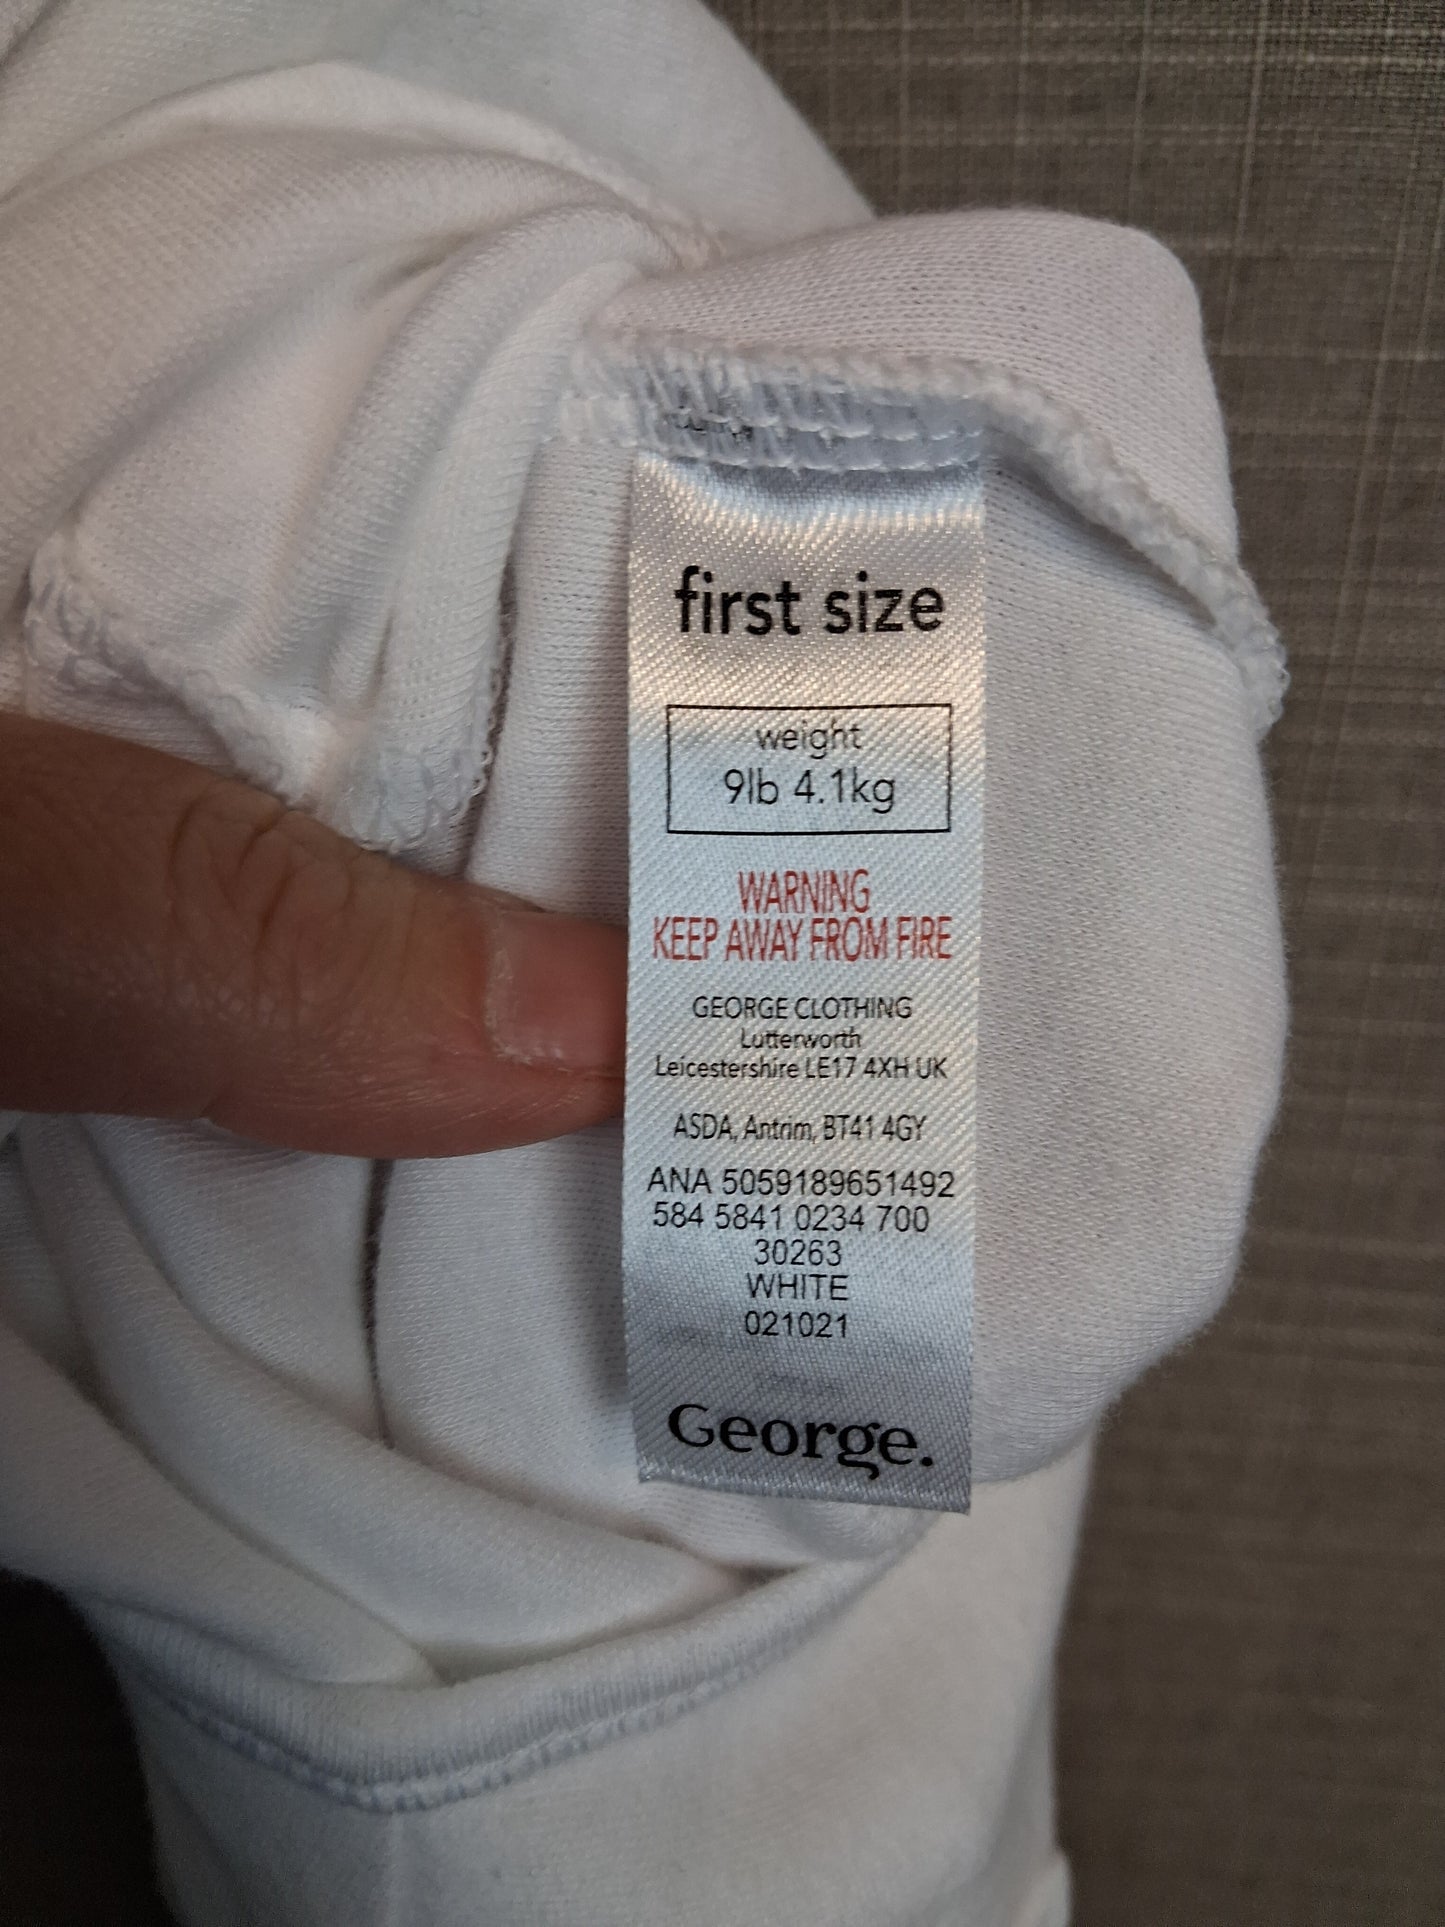 first size
weight
9lb 4.1kg
WARNING
KEEP AWAY FROM FIRE
GEORGE CLOTHING
Lutterworth
Leicestershire LE17 4XH UK
ASDA, Antrim, BT41 4GY
ANA 5059189651492
584 5841 0234 700
30263
WHITE
021021
George.